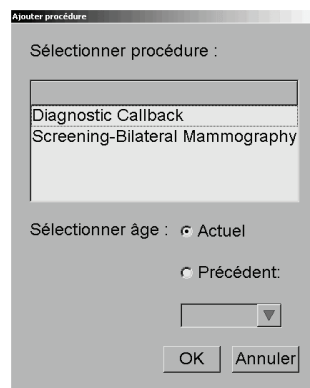 Ajouter procédure
Sélectionner procédure :
Diagnostic Callback
Screening-Bilateral Mammography
Sélectionner âge : Actuel
Précédent:
OK Annuler